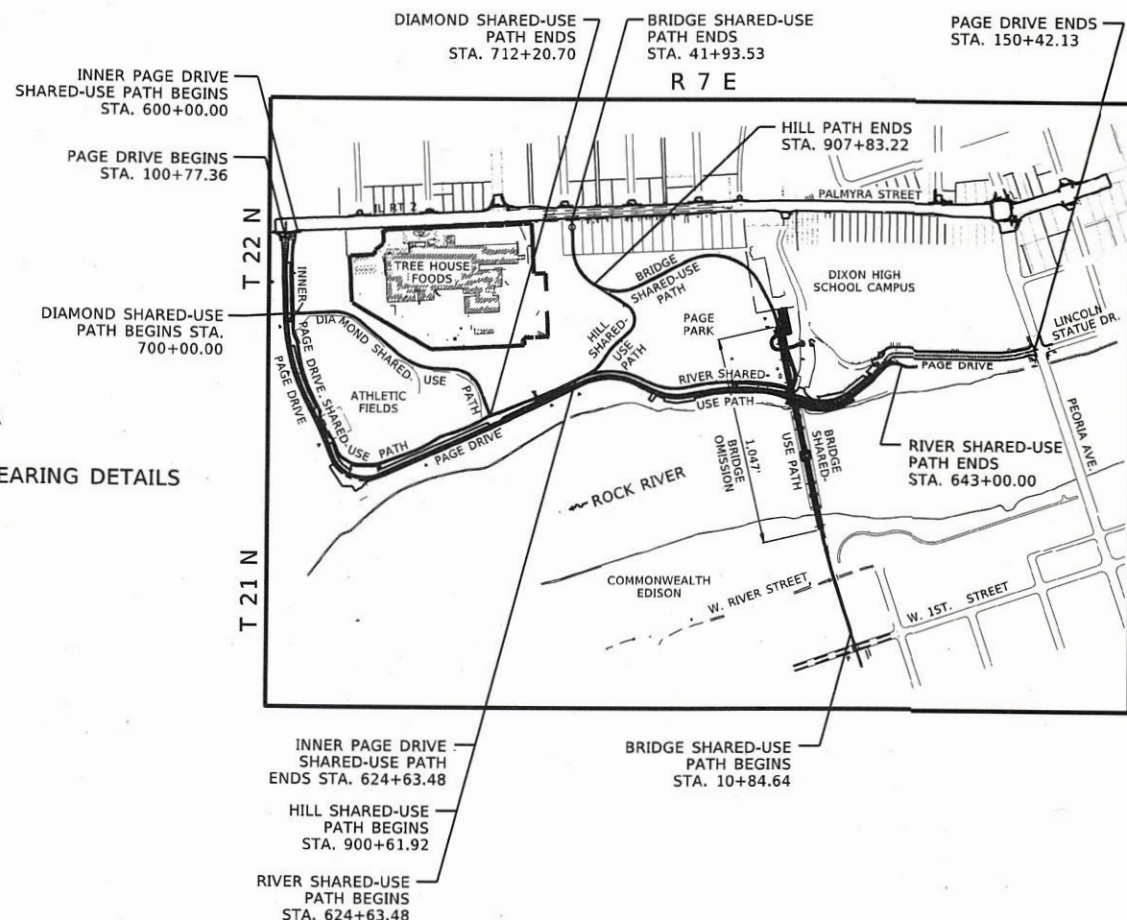 DIAMOND SHARED-USE
PATH ENDS
STA. 712+20.70
BRIDGE SHARED-USE
PATH ENDS
STA. 41+93.53
PAGE DRIVE ENDS
STA. 150+42.13
INNER PAGE DRIVE
SHARED-USE PATH BEGINS
STA. 600+00.00
R 7 E
HILL PATH ENDS
STA. 907+83.22
PAGE DRIVE BEGINS
STA. 100+77.36
PALMYRA STREET
IL RT 2
T 22 N
TREE HOUSE
FOODS
BRIDGE
SHARED-USE
PATH
DIXON HIGH
SCHOOL CAMPUS
INNER
PAGE DRIVE. SHARED-USE PATH
DIAMOND SHARED-USE
PATH BEGINS STA.
700+00.00
DIAMOND SHARED-
USE
PATH
PAGE
PARK
HILL
SHARED-
USE
PATH
LINCOLN
STATUE DR.
PAGE DRIVE
ATHLETIC
FIELDS
RIVER SHARED-
USE PATH
PAGE DRIVE
PAGE DRIVE
PEORIA AVE.
EARING DETAILS
1,047'
BRIDGE
OMISSION
BRIDGE
SHARED-
USE PATH
RIVER SHARED-USE
PATH ENDS
STA. 643+00.00
ROCK RIVER
T 21 N
COMMONWEALTH
EDISON
W. RIVER STREET
W. 1ST. STREET
INNER PAGE DRIVE
SHARED-USE PATH
ENDS STA. 624+63.48
BRIDGE SHARED-USE
PATH BEGINS
STA. 10+84.64
HILL SHARED-USE
PATH BEGINS
STA. 900+61.92
RIVER SHARED-USE
PATH BEGINS
STA. 624+63.48